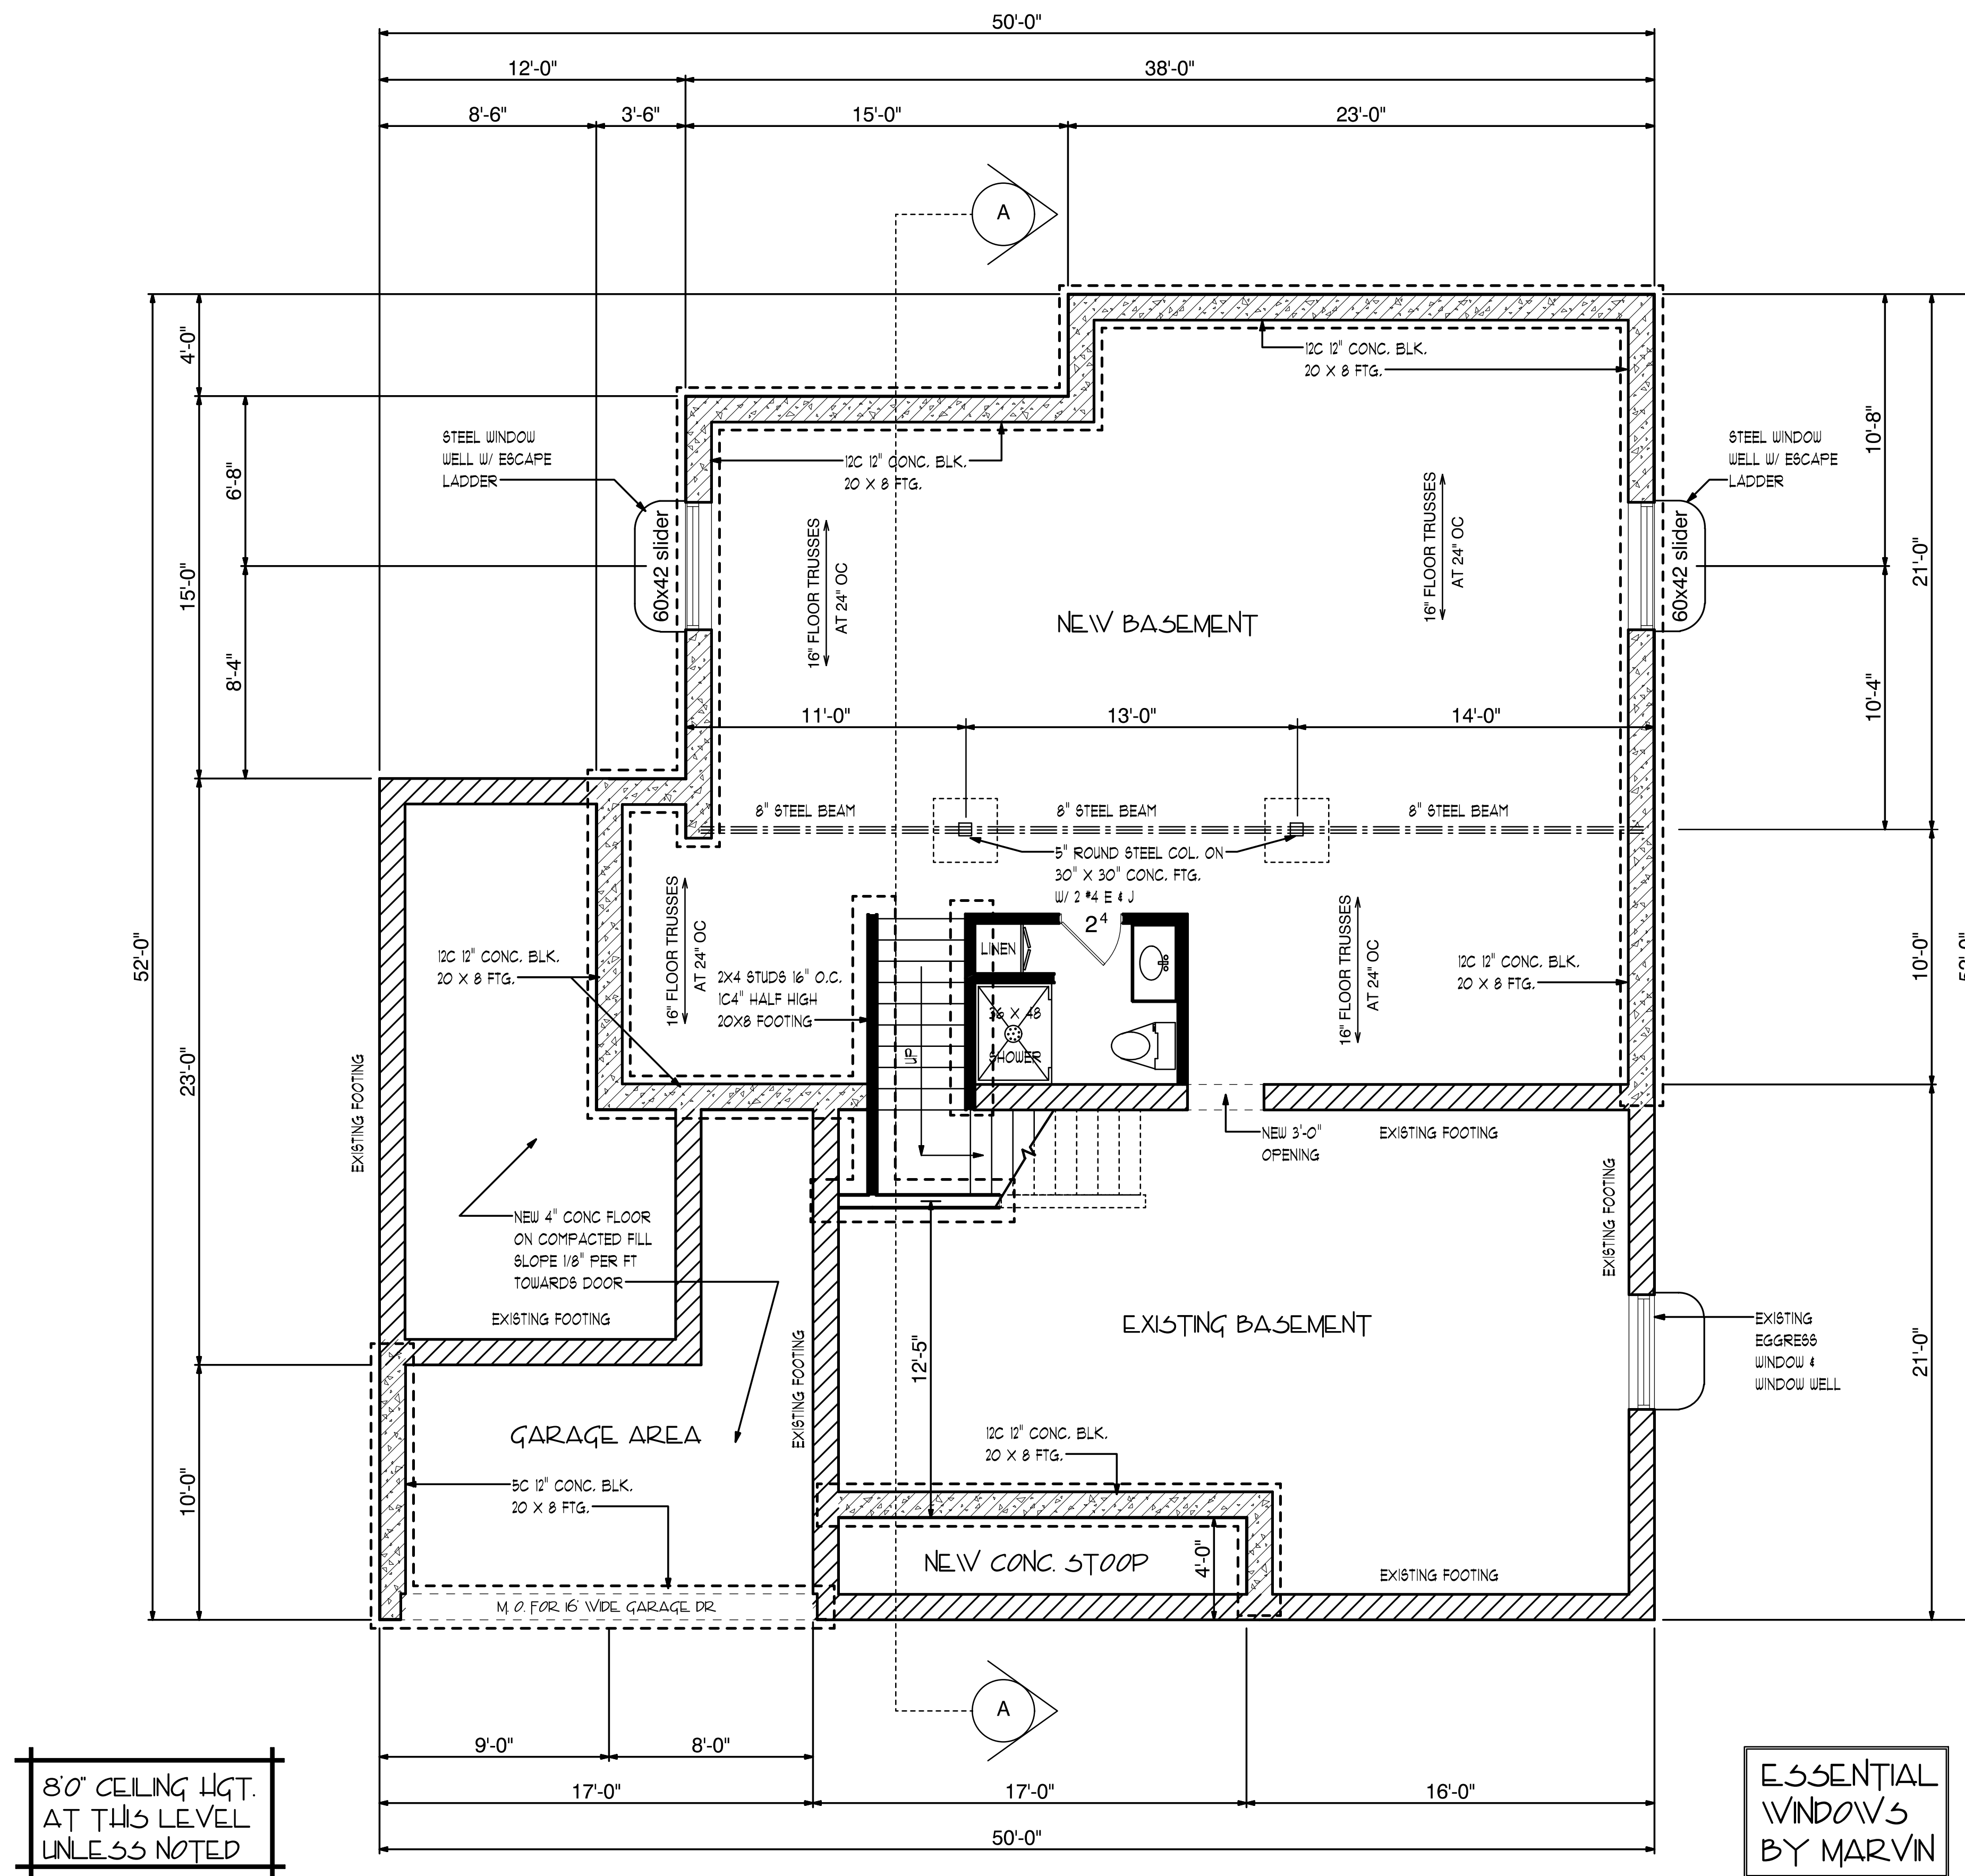 50'-0"
12'-0"
38'-0"
8'-6"
3'-6"
15'-0"
23'-0"
A
4'-0"
12C 12" CONC. BLK.
20 X 8 FTG.
STEEL WINDOW
WELL W/ ESCAPE
LADDER
6'-8"
60x42 slider
12C 12" CONC. BLK.
20 X 8 FTG.
16" FLOOR TRUSSES
AT 24" OC
16" FLOOR TRUSSES
AT 24" OC
STEEL WINDOW
WELL W/ ESCAPE
LADDER
60x42 slider
10'-8"
21'-0"
15'-0"
NEW BASEMENT
8'-4"
10'-4"
11'-0"
13'-0"
14'-0"
8" STEEL BEAM
8" STEEL BEAM
8" STEEL BEAM
5" ROUND STEEL COL. ON
30" X 30" CONC. FTG.
W/ 2 #4 E & J
52'-0"
12C 12" CONC. BLK.
20 X 8 FTG.
16" FLOOR TRUSSES
AT 24" OC
2X4 STUDS 16" O.C.
1C4" HALF HIGH
20X8 FOOTING
UP
LINEN
2⁴
36 X 48
SHOWER
16" FLOOR TRUSSES
AT 24" OC
12C 12" CONC. BLK.
20 X 8 FTG.
10'-0"
23'-0"
EXISTING FOOTING
NEW 3'-0"
OPENING
EXISTING FOOTING
EXISTING FOOTING
NEW 4" CONC FLOOR
ON COMPACTED FILL
SLOPE 1/8" PER FT
TOWARDS DOOR
EXISTING FOOTING
EXISTING FOOTING
12'-5"
EXISTING BASEMENT
EXISTING
EGGRESS
WINDOW &
WINDOW WELL
21'-0"
GARAGE AREA
10'-0"
5C 12" CONC. BLK.
20 X 8 FTG.
12C 12" CONC. BLK.
20 X 8 FTG.
NEW CONC. STOOP
4'-0"
EXISTING FOOTING
M. O. FOR 16' WIDE GARAGE DR
A
9'-0"
8'-0"
17'-0"
17'-0"
16'-0"
50'-0"
8'0" CEILING HGT.
AT THIS LEVEL
UNLESS NOTED
ESSENTIAL
WINDOWS
BY MARVIN